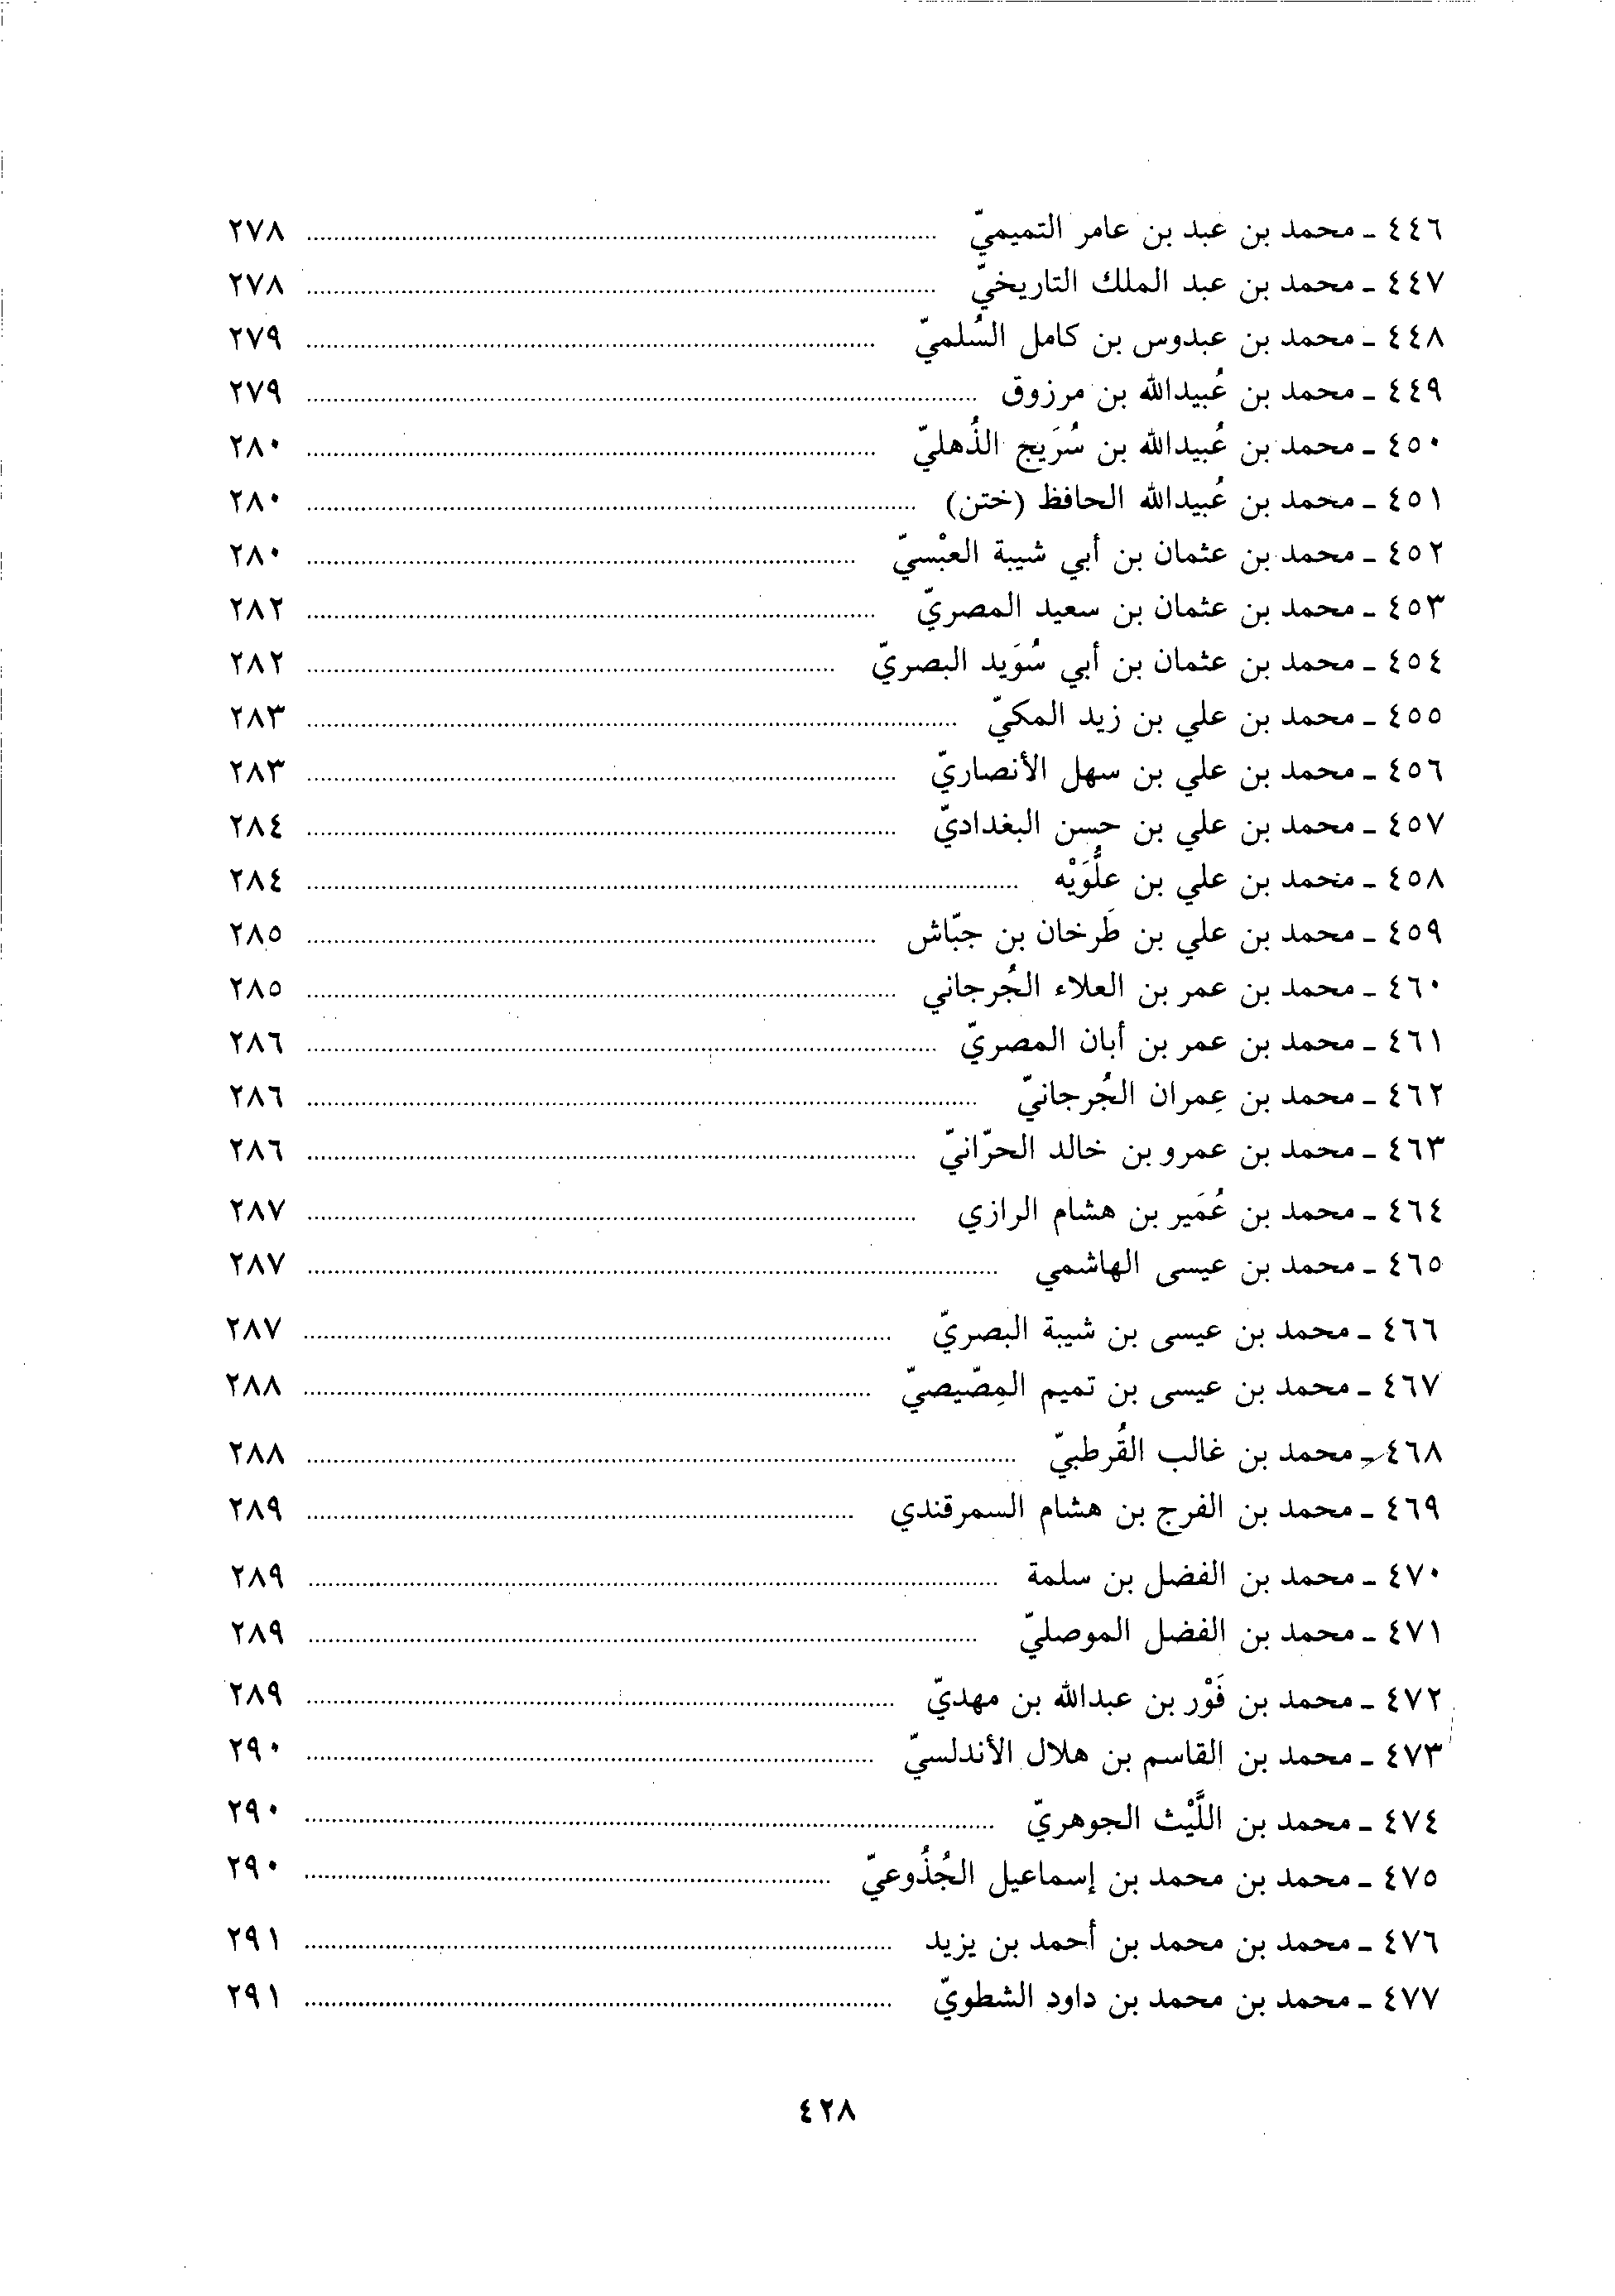 ٤٤٦ ـ محمد بن عبد بن عامر التميميّ ........ ٢٧٨
٤٤٧ ـ محمد بن عبد الملك التاريخيّ ........ ٢٧٨
٤٤٨ ـ محمد بن عبدوس بن كامل السُلميّ ........ ٢٧٩
٤٤٩ ـ محمد بن عُبيدالله بن مرزوق ........ ٢٧٩
٤٥٠ ـ محمد بن عُبيدالله بن سُرَيج الذُهليّ ........ ٢٨٠
٤٥١ ـ محمد بن عُبيدالله الحافظ (ختن) ........ ٢٨٠
٤٥٢ ـ محمد بن عثمان بن أبي شيبة العبْسيّ ........ ٢٨٠
٤٥٣ ـ محمد بن عثمان بن سعيد المصريّ ........ ٢٨٢
٤٥٤ ـ محمد بن عثمان بن أبي سُوَيد البصريّ ........ ٢٨٢
٤٥٥ ـ محمد بن علي بن زيد المكيّ ........ ٢٨٣
٤٥٦ ـ محمد بن علي بن سهل الأنصاريّ ........ ٢٨٣
٤٥٧ ـ محمد بن علي بن حسن البغداديّ ........ ٢٨٤
٤٥٨ ـ محمد بن علي بن علُّوَيْه ........ ٢٨٤
٤٥٩ ـ محمد بن علي بن طَرخان بن جبّاش ........ ٢٨٥
٤٦٠ ـ محمد بن عمر بن العلاء الجُرجاني ........ ٢٨٥
٤٦١ ـ محمد بن عمر بن أبان المصريّ ........ ٢٨٦
٤٦٢ ـ محمد بن عِمران الجُرجانيّ ........ ٢٨٦
٤٦٣ ـ محمد بن عمرو بن خالد الحرّانيّ ........ ٢٨٦
٤٦٤ ـ محمد بن عُمَير بن هشام الرازي ........ ٢٨٧
٤٦٥ ـ محمد بن عيسى الهاشمي ........ ٢٨٧
٤٦٦ ـ محمد بن عيسى بن شيبة البصريّ ........ ٢٨٧
٤٦٧ ـ محمد بن عيسى بن تميم المِصّيصيّ ........ ٢٨٨
٤٦٨ ـ محمد بن غالب القُرطبيّ ........ ٢٨٨
٤٦٩ ـ محمد بن الفرج بن هشام السمرقندي ........ ٢٨٩
٤٧٠ ـ محمد بن الفضل بن سلمة ........ ٢٨٩
٤٧١ ـ محمد بن الفضل الموصليّ ........ ٢٨٩
٤٧٢ ـ محمد بن فَوْر بن عبدالله بن مهديّ ........ ٢٨٩
٤٧٣ ـ محمد بن القاسم بن هلال الأندلسيّ ........ ٢٩٠
٤٧٤ ـ محمد بن اللَّيْث الجوهريّ ........ ٢٩٠
٤٧٥ ـ محمد بن محمد بن إسماعيل الجُذُوعيّ ........ ٢٩٠
٤٧٦ ـ محمد بن محمد بن أحمد بن يزيد ........ ٢٩١
٤٧٧ ـ محمد بن محمد بن داود الشطويّ ........ ٢٩١
٤٢٨